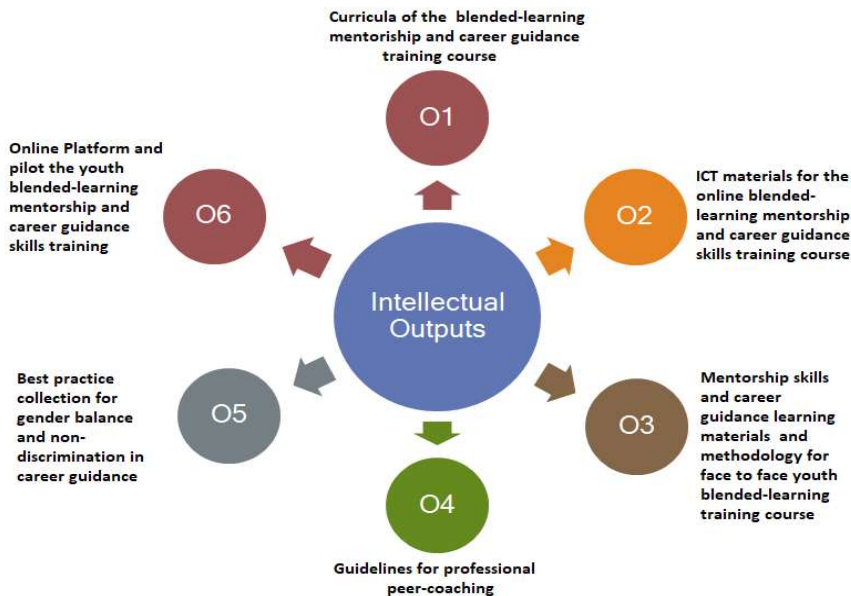 Curricula of the blended-learning
mentoriship and career guidance
training course
O1
ICT materials for the
online blended-
learning mentorship
and career guidance
skills training course
O2
Mentorship skills
and career
guidance learning
materials and
methodology for
face to face youth
blended-learning
training course
O3
O4
Guidelines for professional
peer-coaching
Best practice
collection for
gender balance
and non-
discrimination in
career guidance
O5
Online Platform and
pilot the youth
blended-learning
mentorship and
career guidance
skills training
O6
Intellectual
Outputs